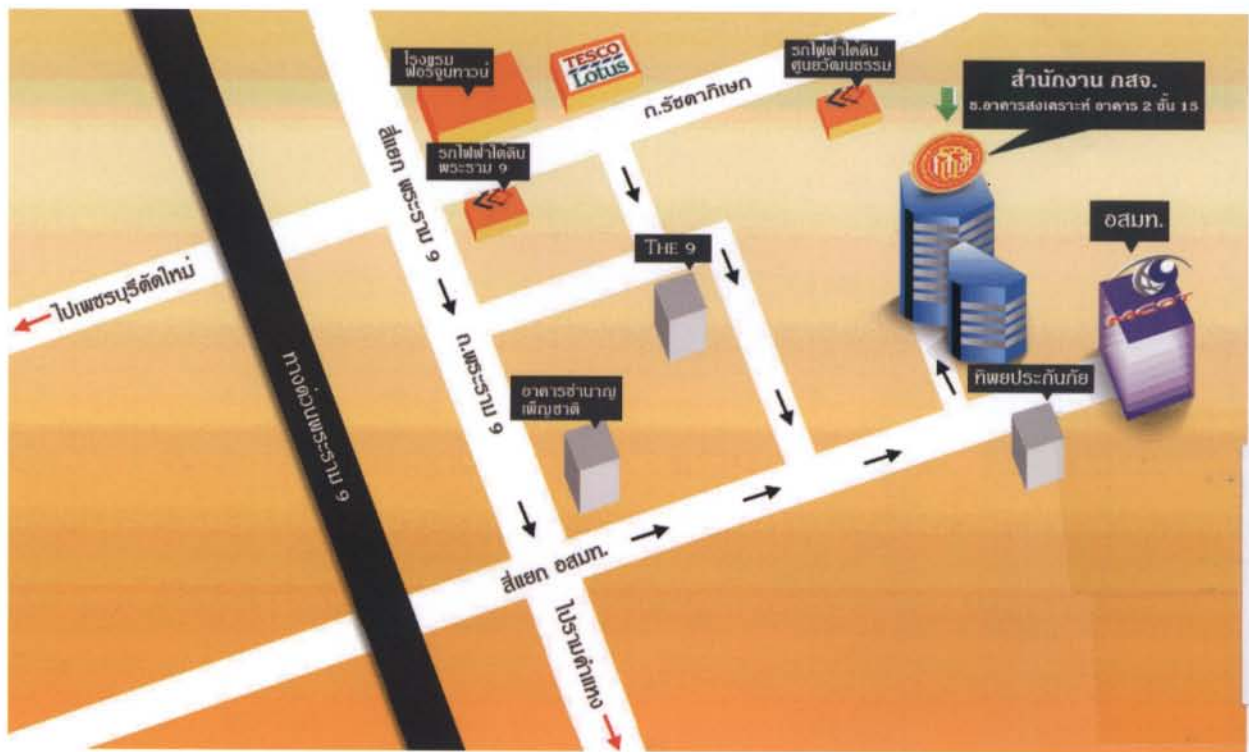 โรงแรม
ฟอร์จูนทาวน์
TESCO
Lotus
ถ.รัชดาภิเษก
รถไฟฟ้าใต้ดิน
ศูนย์วัฒนธรรม
สำนักงาน กสจ.
ซ.อาคารสงเคราะห์ อาคาร 2 ชั้น 15
สี่แยก พระราม 9
รถไฟฟ้าใต้ดิน
พระราม 9
อสมท.
THE 9
MCOT
ไปเพชรบุรีตัดใหม่
ทางด่วนพระราม 9
ถ.พระราม 9
อาคารชำนาญ
เพ็ญชาติ
ทิพยประกันภัย
สี่แยก อสมท.
ไปรามคำแหง